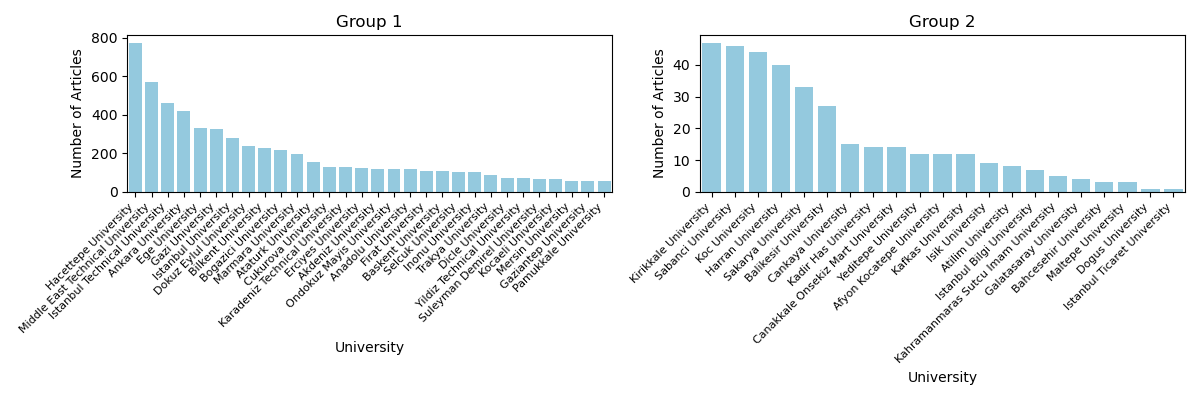 Group 1
Number of Articles
800
600
400
200
0
Hacettepe University
Middle East Technical University
Istanbul Technical University
Ankara University
Ege University
Gazi University
Istanbul University
Dokuz Eylul University
Bilkent University
Bogazici University
Marmara University
Ataturk University
Cukurova University
Karadeniz Technical University
Erciyes University
Akdeniz University
Ondokuz Mayis University
Anadolu University
Firat University
Baskent University
Selcuk University
Inonu University
Trakya University
Dicle University
Yildiz Technical University
Suleyman Demirel University
Kocaeli University
Mersin University
Gaziantep University
Pamukkale University
University
Group 2
Number of Articles
40
30
20
10
0
Kirikkale University
Sabanci University
Koc University
Harran University
Sakarya University
Balikesir University
Cankaya University
Kadir Has University
Canakkale Onsekiz Mart University
Yeditepe University
Afyon Kocatepe University
Kafkas University
Isik University
Atilim University
Istanbul Bilgi University
Kahramanmaras Sutcu Imam University
Galatasaray University
Bahcesehir University
Maltepe University
Dogus University
Istanbul Ticaret University
University